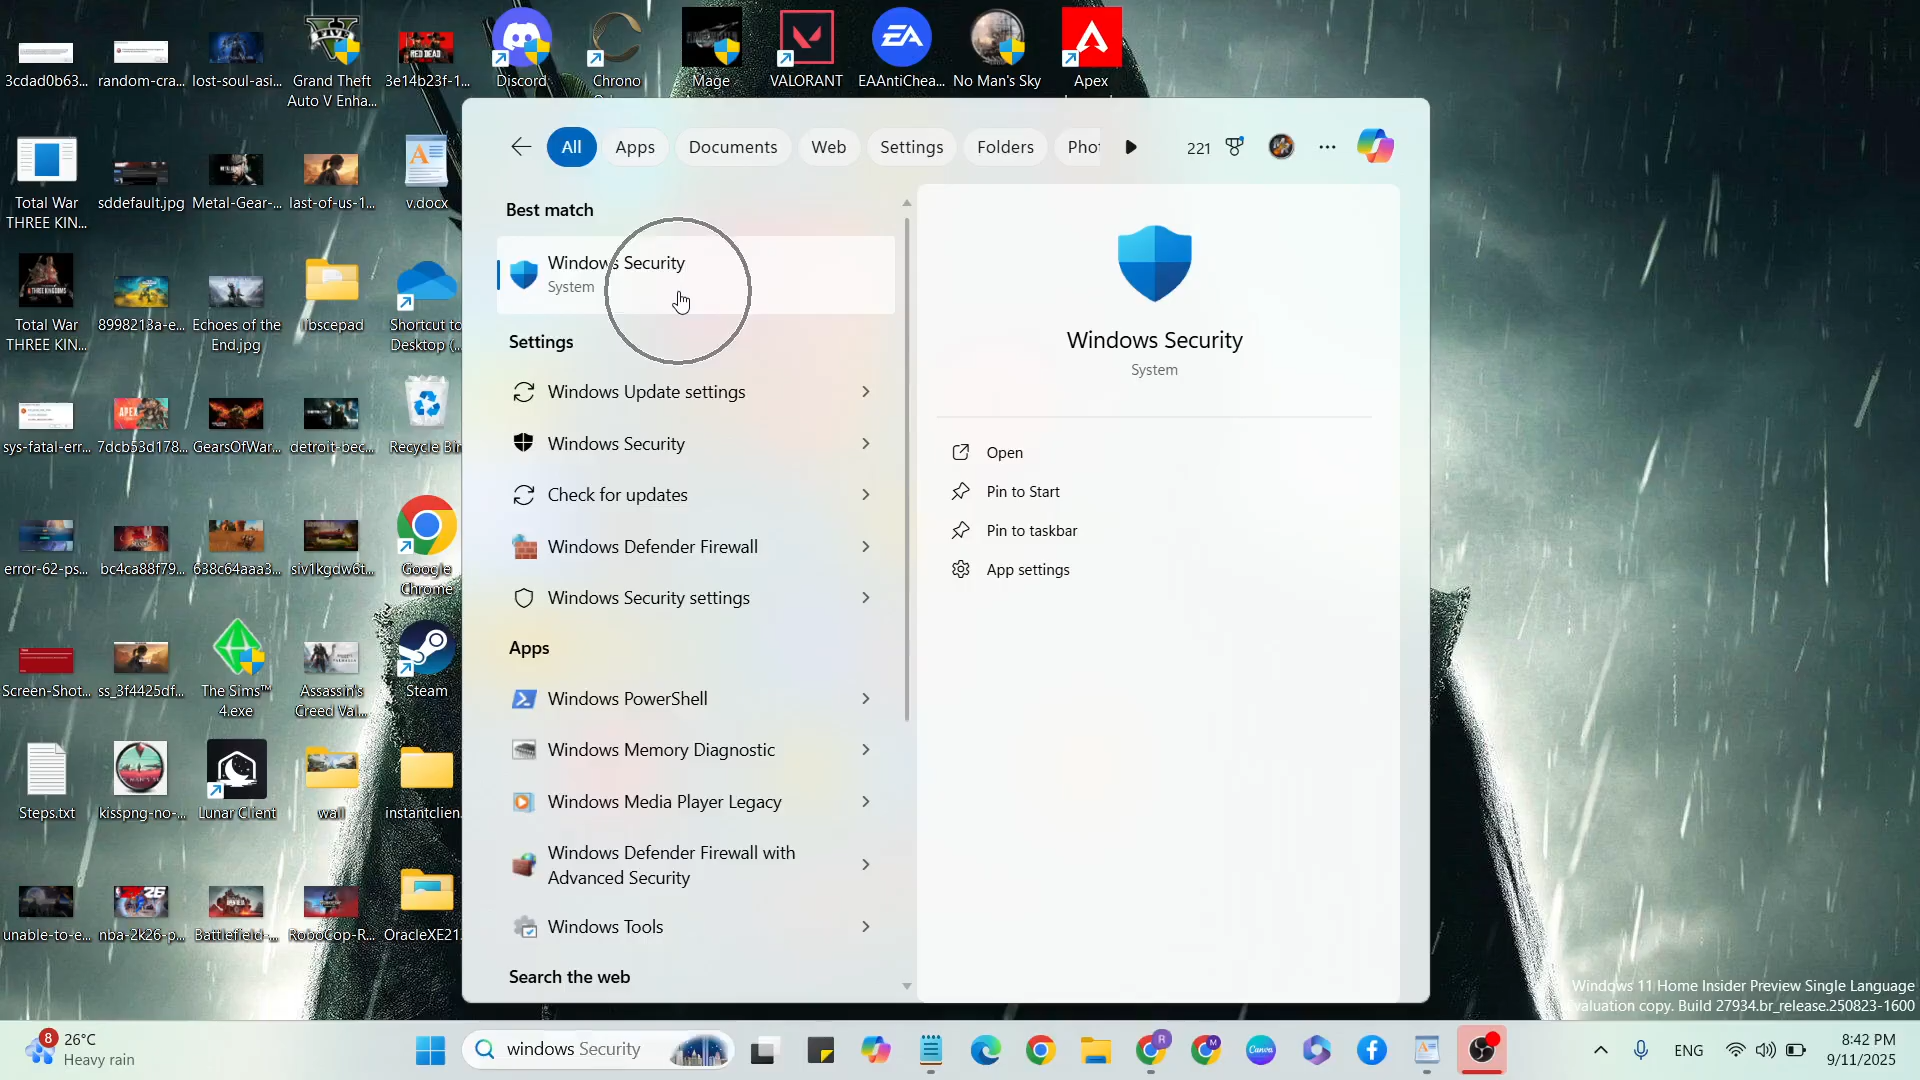 3cdad0b63...
random-cra...
lost-soul-asi...
Grand Theft
Auto V Enha...
3e14b23f-1...
Discord
Chrono
Mage
VALORANT
EAAntiChea...
No Man's Sky
Apex
Total War
THREE KIN...
sddefault.jpg
Metal-Gear-...
last-of-us-1...
v.docx
Total War
THREE KIN...
8998213a-e...
Echoes of the
End.jpg
libscepad
Shortcut to
Desktop (...
sys-fatal-err...
7dcb53d178...
GearsOfWar...
detroit-bec...
Recycle Bin
error-62-ps...
bc4ca88f79...
638c64aaa3...
siv1kgdw6t...
Google
Chrome
Screen-Shot...
ss_3f4425df...
The Sims™
4.exe
Assassin's
Creed Val...
Steam
Steps.txt
kisspng-no-...
Lunar Client
wall
instantclien
unable-to-e...
nba-2k26-p...
Battlefield-...
RoboCop-R...
OracleXE21
All
Apps
Documents
Web
Settings
Folders
Pho
221
Best match
Windows Security
System
Settings
Windows Update settings
Windows Security
Check for updates
Windows Defender Firewall
Windows Security settings
Apps
Windows PowerShell
Windows Memory Diagnostic
Windows Media Player Legacy
Windows Defender Firewall with
Advanced Security
Windows Tools
Search the web
Windows Security
System
Open
Pin to Start
Pin to taskbar
App settings
Windows 11 Home Insider Preview Single Language
valuation copy. Build 27934.br_release.250823-1600
8
26°C
Heavy rain
windows Security
ENG
8:42 PM
9/11/2025